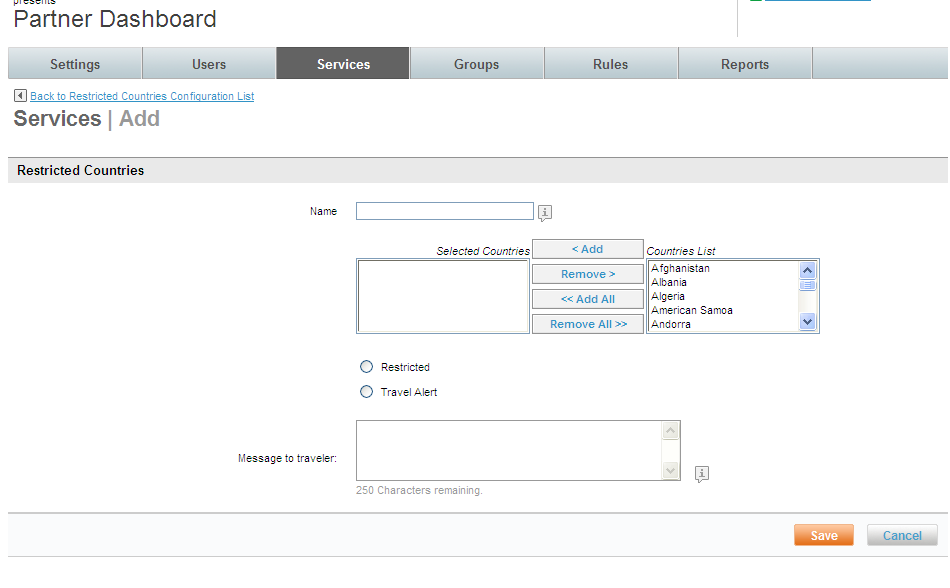 presents
Partner Dashboard
Settings Users Services Groups Rules Reports
Back to Restricted Countries Configuration List
Services | Add
Restricted Countries
Name
Selected Countries < Add Countries List
Remove >
<< Add All
Remove All >>
Afghanistan
Albania
Algeria
American Samoa
Andorra
Restricted
Travel Alert
Message to traveler:
250 Characters remaining.
Save Cancel